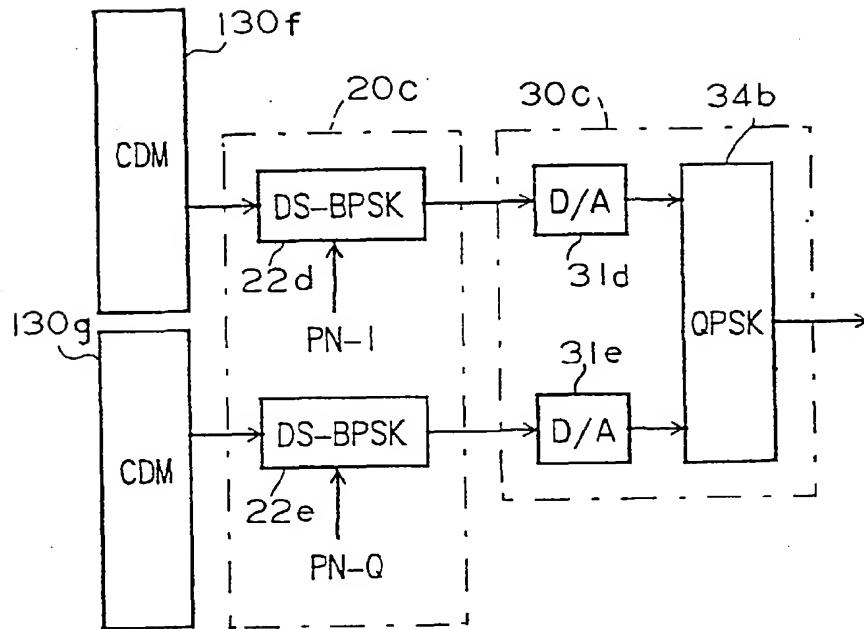 130f
20c
30c
34b
CDM
DS-BPSK
D/A
22d
31d
PN-I
QPSK
130g
31e
CDM
DS-BPSK
D/A
22e
PN-Q